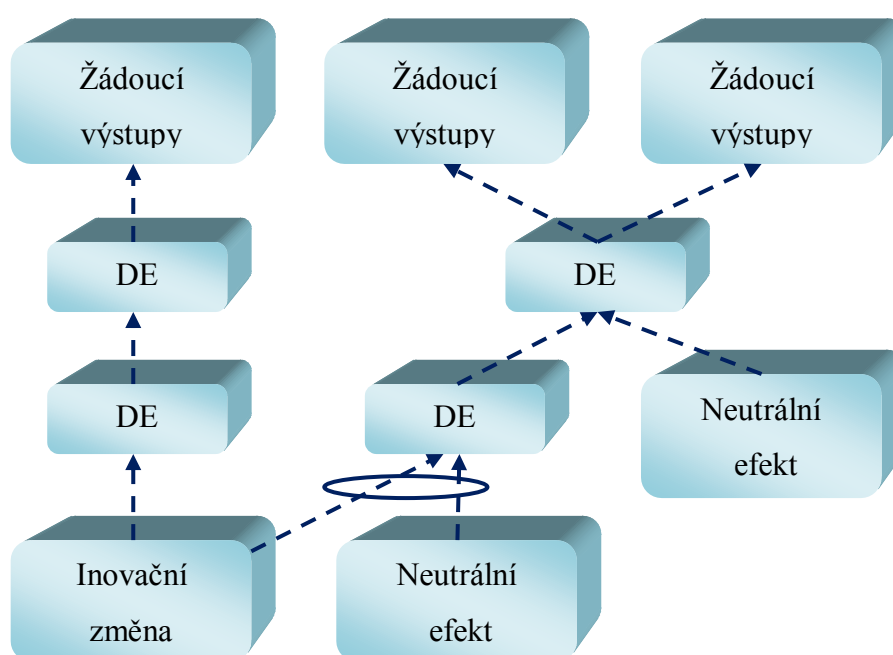 Žádoucí
výstupy
Žádoucí
výstupy
Žádoucí
výstupy
DE
DE
DE
DE
Neutrální
efekt
Inovační
změna
Neutrální
efekt